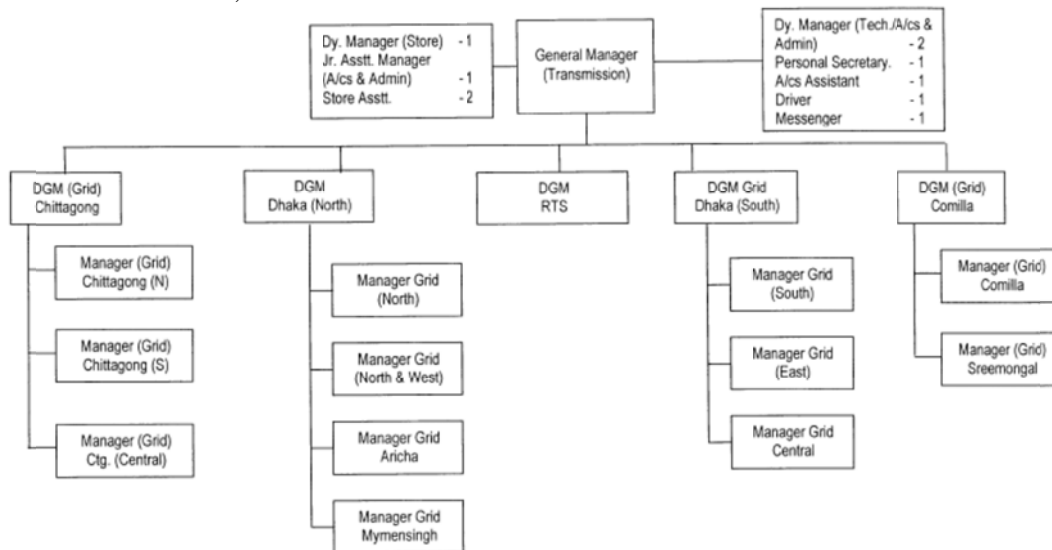 Dy. Manager (Store) - 1
Jr. Asstt. Manager
(A/cs & Admin) - 1
Store Asstt. - 2
General Manager
(Transmission)
Dy. Manager (Tech./A/cs &
Admin) - 2
Personal Secretary. - 1
A/cs Assistant - 1
Driver - 1
Messenger - 1
DGM (Grid)
Chittagong
DGM
Dhaka (North)
DGM
RTS
DGM Grid
Dhaka (South)
DGM (Grid)
Comilla
Manager (Grid)
Chittagong (N)
Manager (Grid)
Chittagong (S)
Manager (Grid)
Ctg. (Central)
Manager Grid
(North)
Manager Grid
(North & West)
Manager Grid
Aricha
Manager Grid
Mymensingh
Manager Grid
(South)
Manager Grid
(East)
Manager Grid
Central
Manager (Grid)
Comilla
Manager (Grid)
Sreemongal